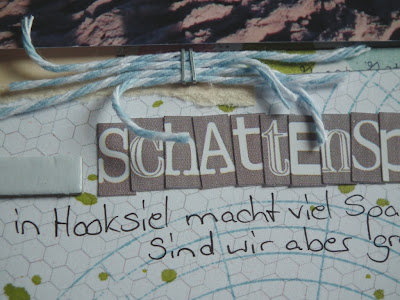 SchAttEnSp
in Hooksiel macht viel Spa
Sind wir aber gr